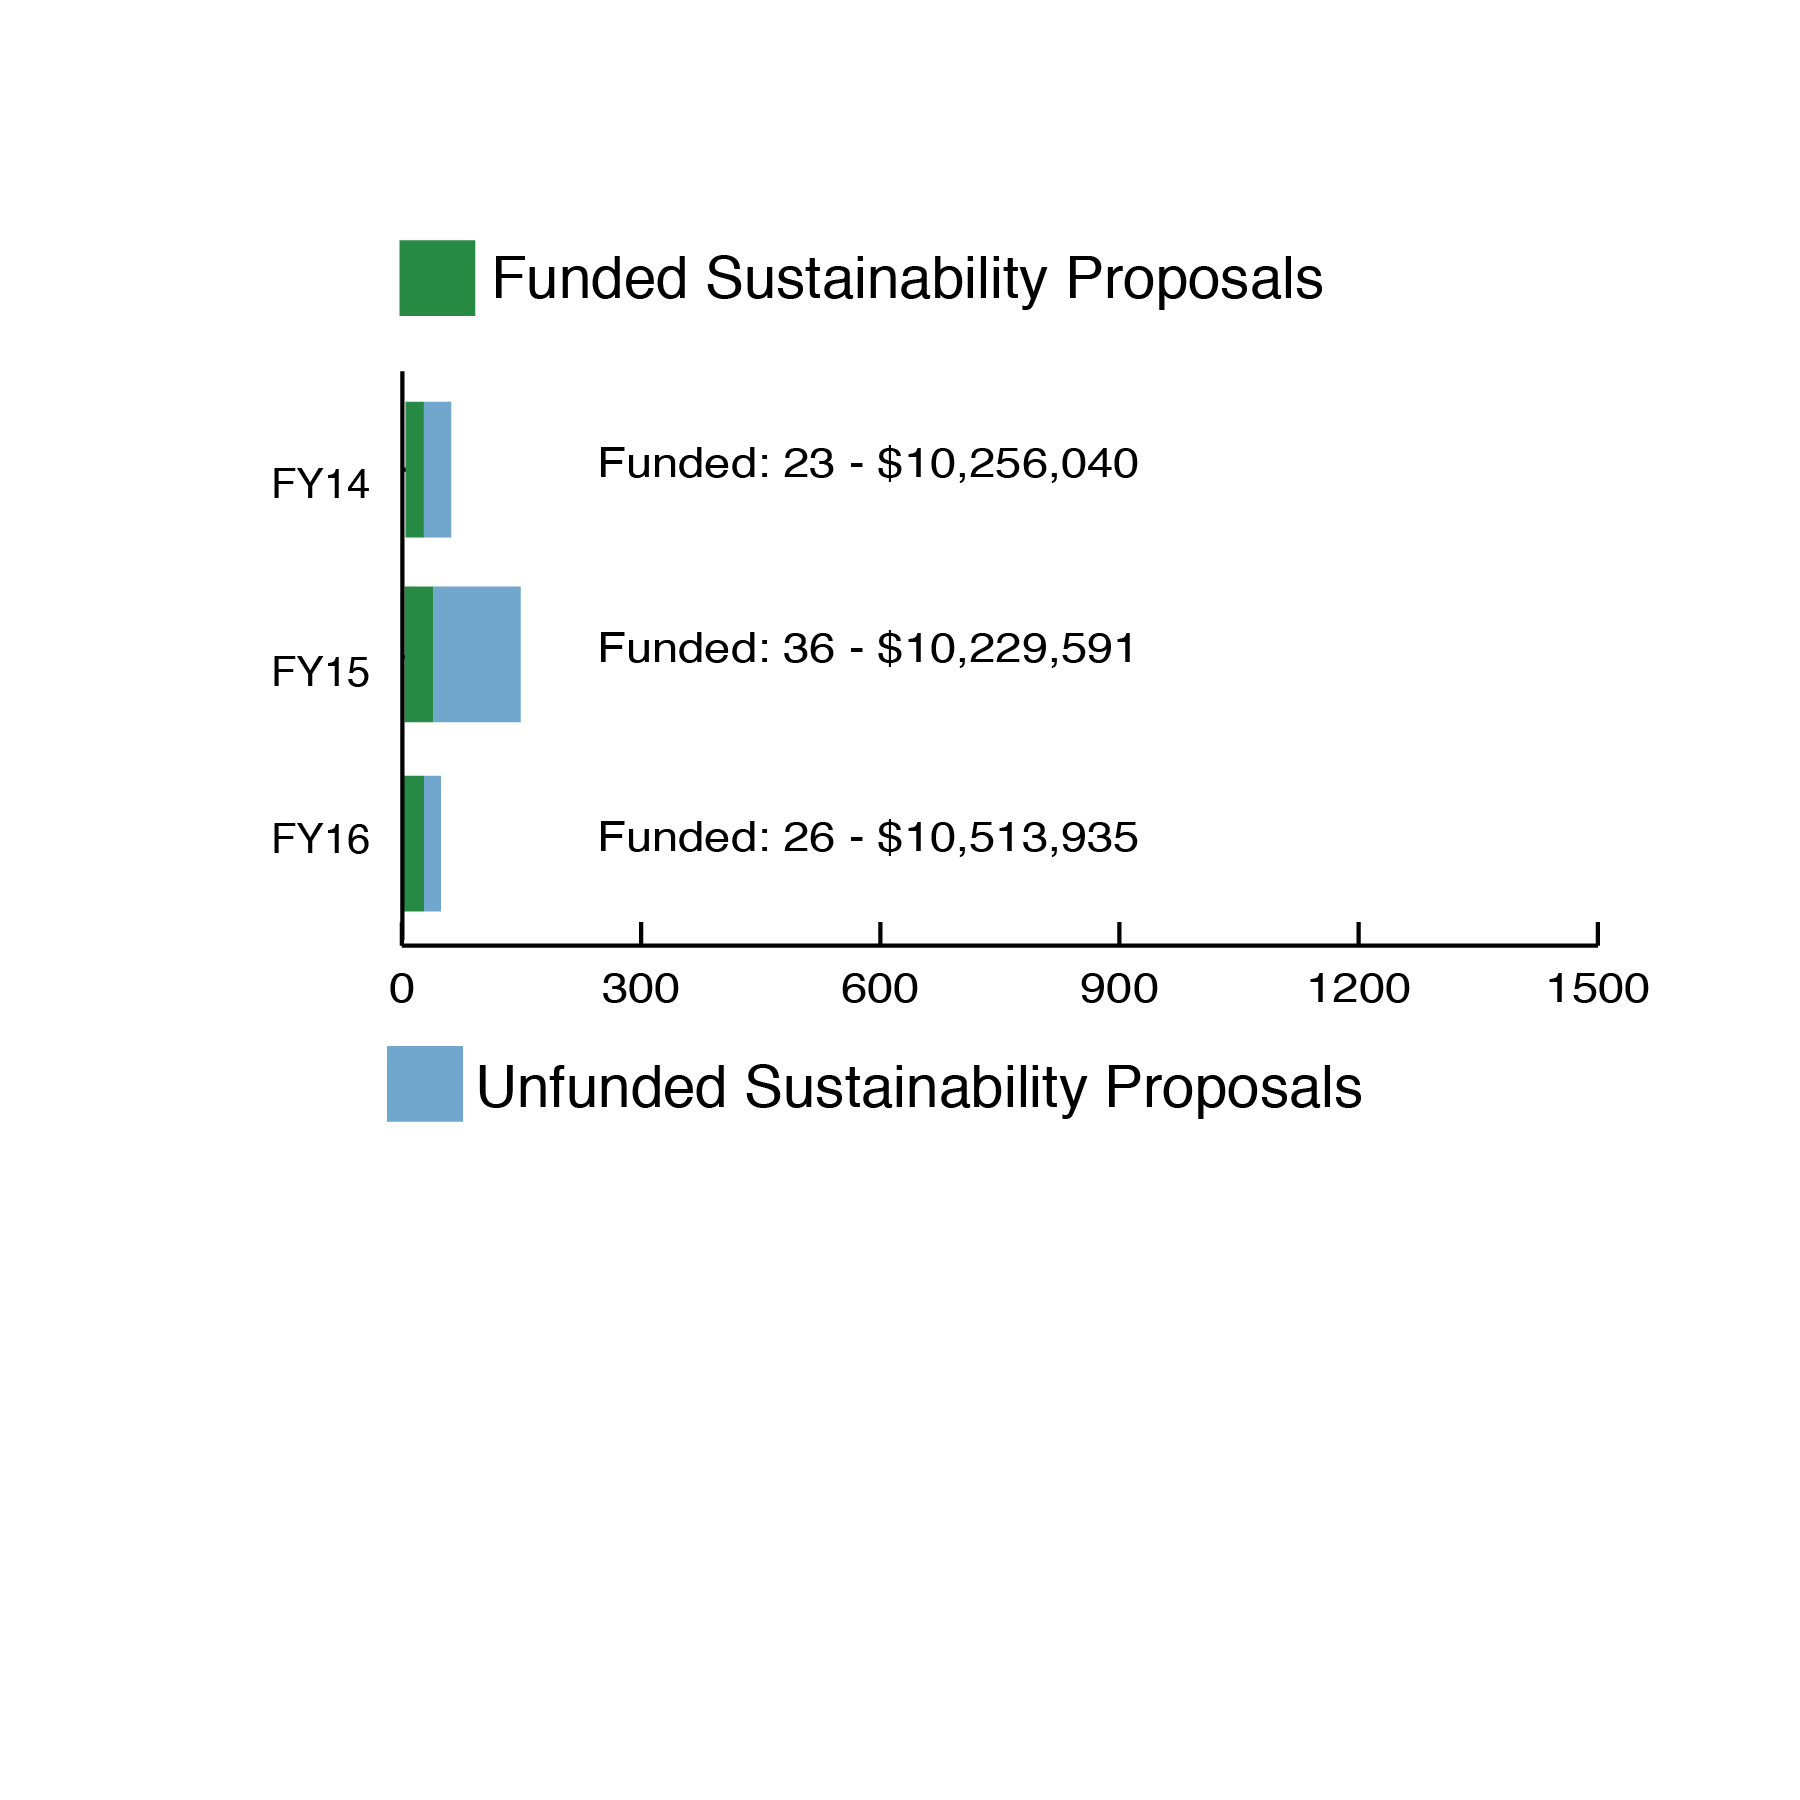 Funded Sustainability Proposals
FY14
Funded: 23 - $10,256,040
FY15
Funded: 36 - $10,229,591
FY16
Funded: 26 - $10,513,935
0 300 600 900 1200 1500
Unfunded Sustainability Proposals